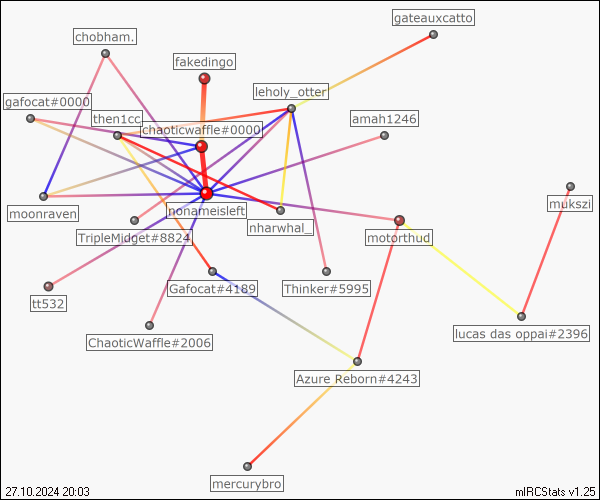 gateauxcatto
chobham.
fakedingo
leholy_otter
gafocat#0000
then1cc
amah1246
chaoticwaffle#0000
mukszi
moonraven
nonameisleft
nharwhal_
TripleMidget#8824
motorthud
Gafocat#4189
Thinker#5995
tt532
lucas das oppai#2396
ChaoticWaffle#2006
Azure Reborn#4243
mercurybro
27.10.2024 20:03
mIRCStats v1.25